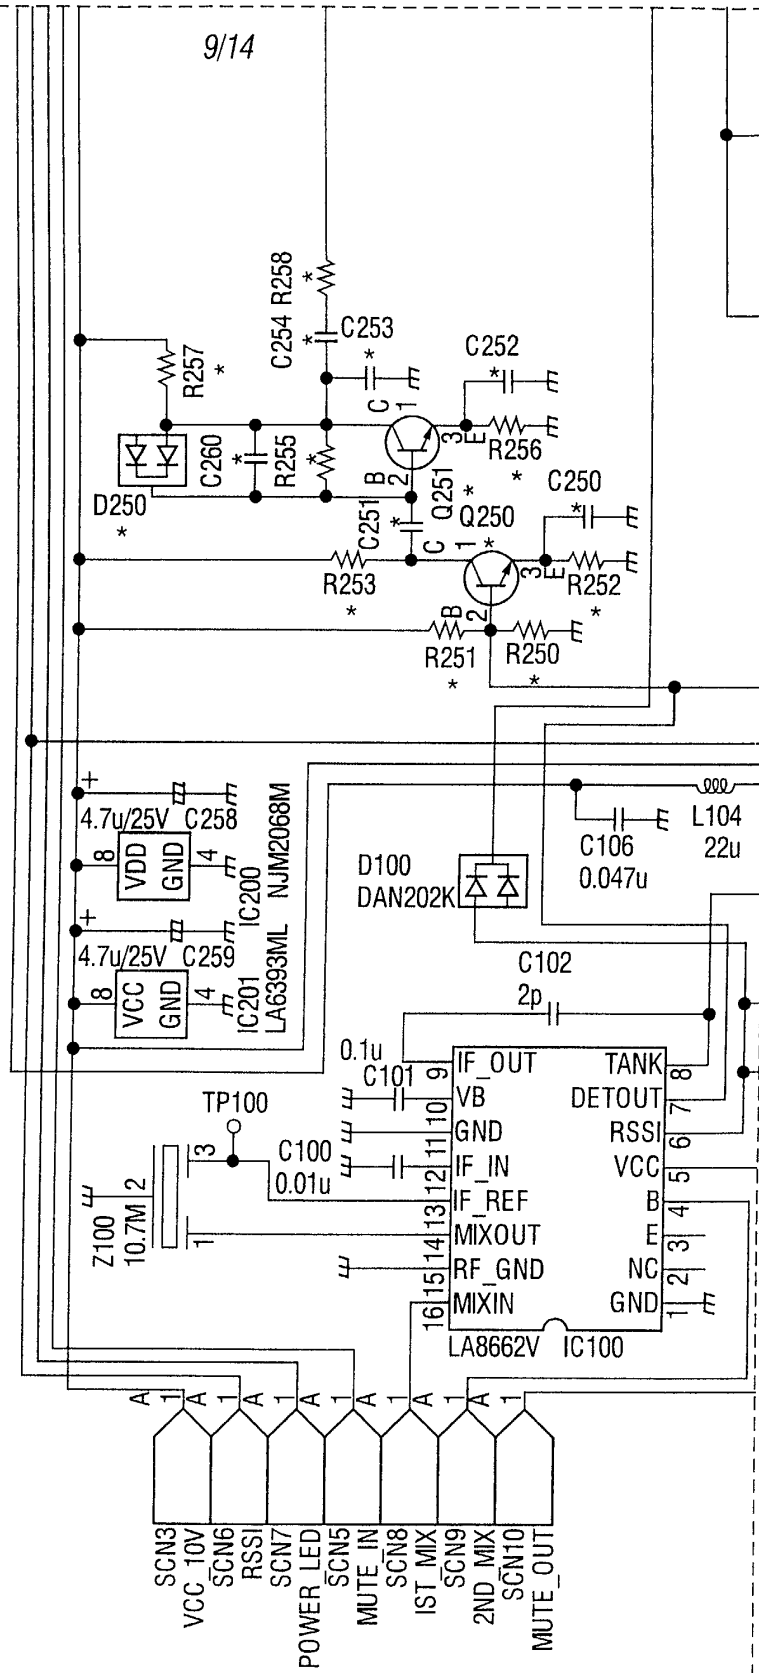 9/14
C254
*
R258
*
C253
*
R257
*
C252
*
C
1
3
E
R256
*
C260
*
R255
*
B
2
D250
*
C251
*
Q251
*
Q250
*
C250
*
C
1
3
E
R253
*
R252
*
B
2
R251
*
R250
*
+
4.7u/25V
C258
8
VDD
GND
4
IC200
NJM2068M
+
4.7u/25V
C259
8
VCC
GND
4
IC201
LA6393ML
L104
22u
C106
0.047u
D100
DAN202K
C102
2p
0.1u
C101
TP100
C100
0.01u
Z100
10.7M
2
3
1
9
IF_OUT
10
VB
11
GND
12
IF_IN
13
IF_REF
14
MIXOUT
15
RF_GND
16
MIXIN
TANK
8
DETOUT
7
RSSI
6
VCC
5
B
4
E
3
NC
2
GND
1
LA8662V
IC100
A
1
A
1
A
1
A
1
A
1
A
1
A
1
SCN3
VCC_10V
SCN6
RSSI
SCN7
POWER_LED
SCN5
MUTE_IN
SCN8
IST_MIX
SCN9
2ND_MIX
SCN10
MUTE_OUT